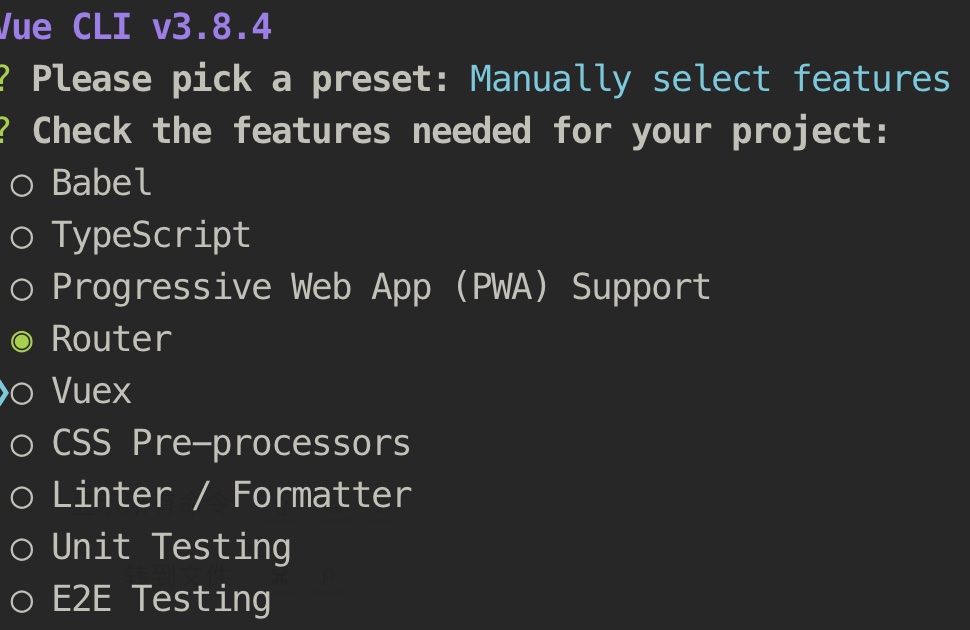 Vue CLI v3.8.4
? Please pick a preset: Manually select features
? Check the features needed for your project:
◯ Babel
◯ TypeScript
◯ Progressive Web App (PWA) Support
◉ Router
❯◯ Vuex
◯ CSS Pre-processors
◯ Linter / Formatter
◯ Unit Testing
◯ E2E Testing